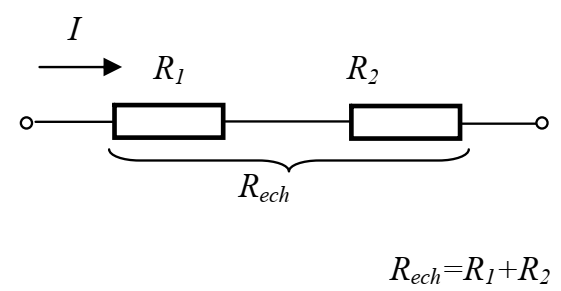 I
R₁ R₂
Rₑcₕ
Rₑcₕ=R₁+R₂